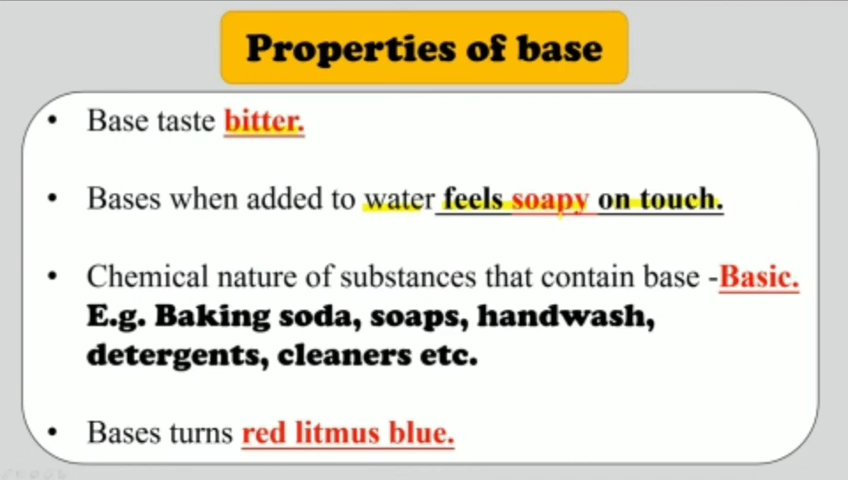 Properties of base
• Base taste bitter.
• Bases when added to water feels soapy on touch.
• Chemical nature of substances that contain base -Basic.
E.g. Baking soda, soaps, handwash,
detergents, cleaners etc.
• Bases turns red litmus blue.